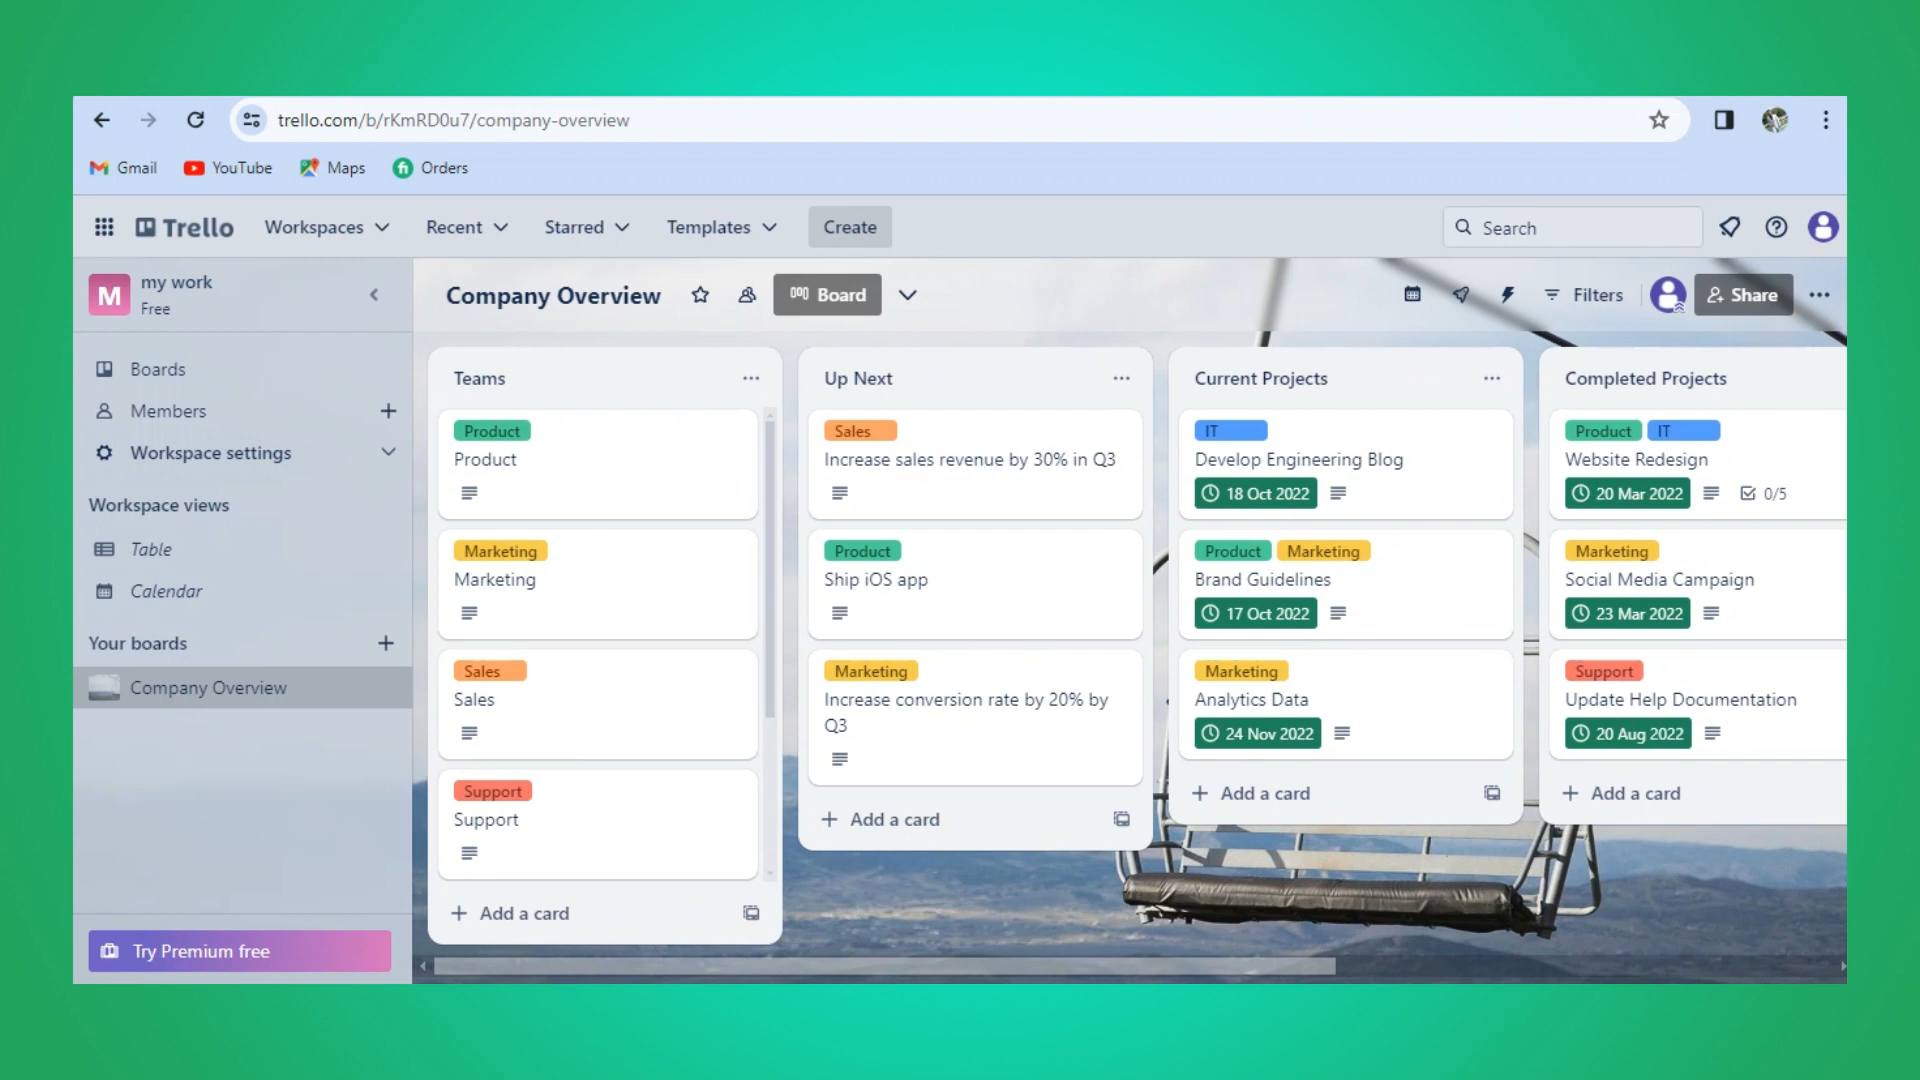 trello.com/b/rKmRD0u7/company-overview
Gmail YouTube Maps Orders
Trello Workspaces Recent Starred Templates Create Search
M my work
Free
Company Overview Board Filters Share
Boards
Members
Workspace settings
Workspace views
Table
Calendar
Your boards
Company Overview
Try Premium free
Teams
Product
Product
Marketing
Marketing
Sales
Sales
Support
Support
Add a card
Up Next
Sales
Increase sales revenue by 30% in Q3
Product
Ship iOS app
Marketing
Increase conversion rate by 20% by
Q3
Add a card
Current Projects
IT
Develop Engineering Blog
18 Oct 2022
Product Marketing
Brand Guidelines
17 Oct 2022
Marketing
Analytics Data
24 Nov 2022
Add a card
Completed Projects
Product IT
Website Redesign
20 Mar 2022 0/5
Marketing
Social Media Campaign
23 Mar 2022
Support
Update Help Documentation
20 Aug 2022
Add a card